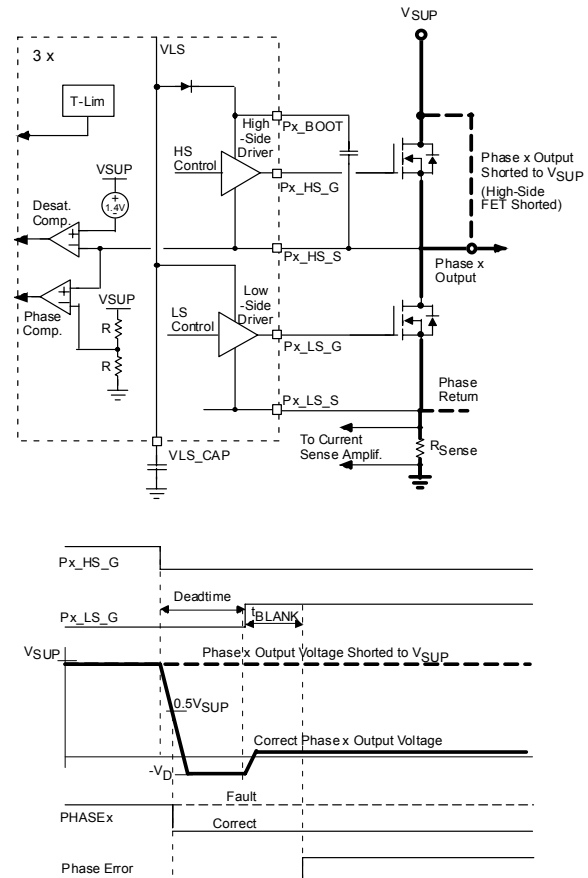 VSUP
3 x
VLS
T-Lim
High
-Side
Driver
Px_BOOT
HS
Control
Px_HS_G
Phase x Output
Shorted to VSUP
(High-Side
FET Shorted)
VSUP
Desat.
Comp.
+
1.4V
–
+
–
Px_HS_S
Phase x
Output
+
–
Phase
Comp.
VSUP
R
R
Low
-Side
Driver
LS
Control
Px_LS_G
Phase
Return
Px_LS_S
To Current
Sense Amplif.
RSense
VLS_CAP
Px_HS_G
Deadtime
Px_LS_G
tBLANK
VSUP
Phase x Output Voltage Shorted to VSUP
0.5VSUP
Correct Phase x Output Voltage
-VD
Fault
PHASEx
Correct
Phase Error